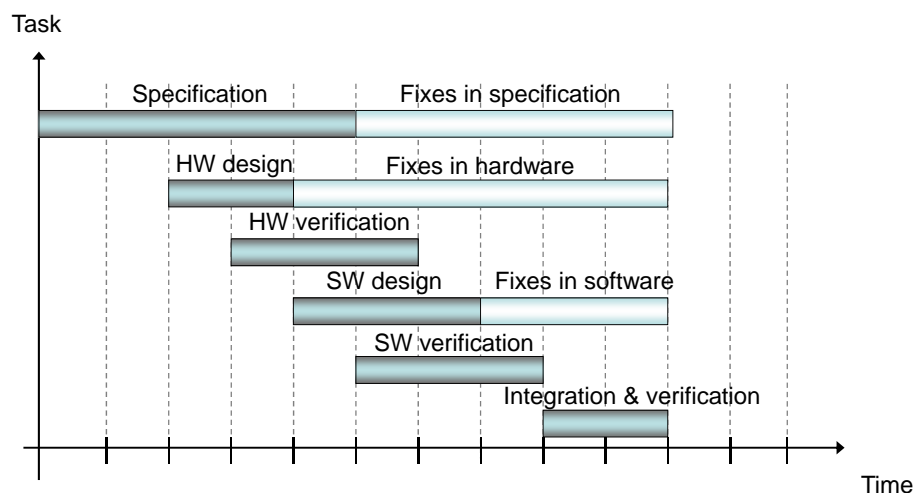 Task
Specification
Fixes in specification
HW design
Fixes in hardware
HW verification
SW design
Fixes in software
SW verification
Integration & verification
Time